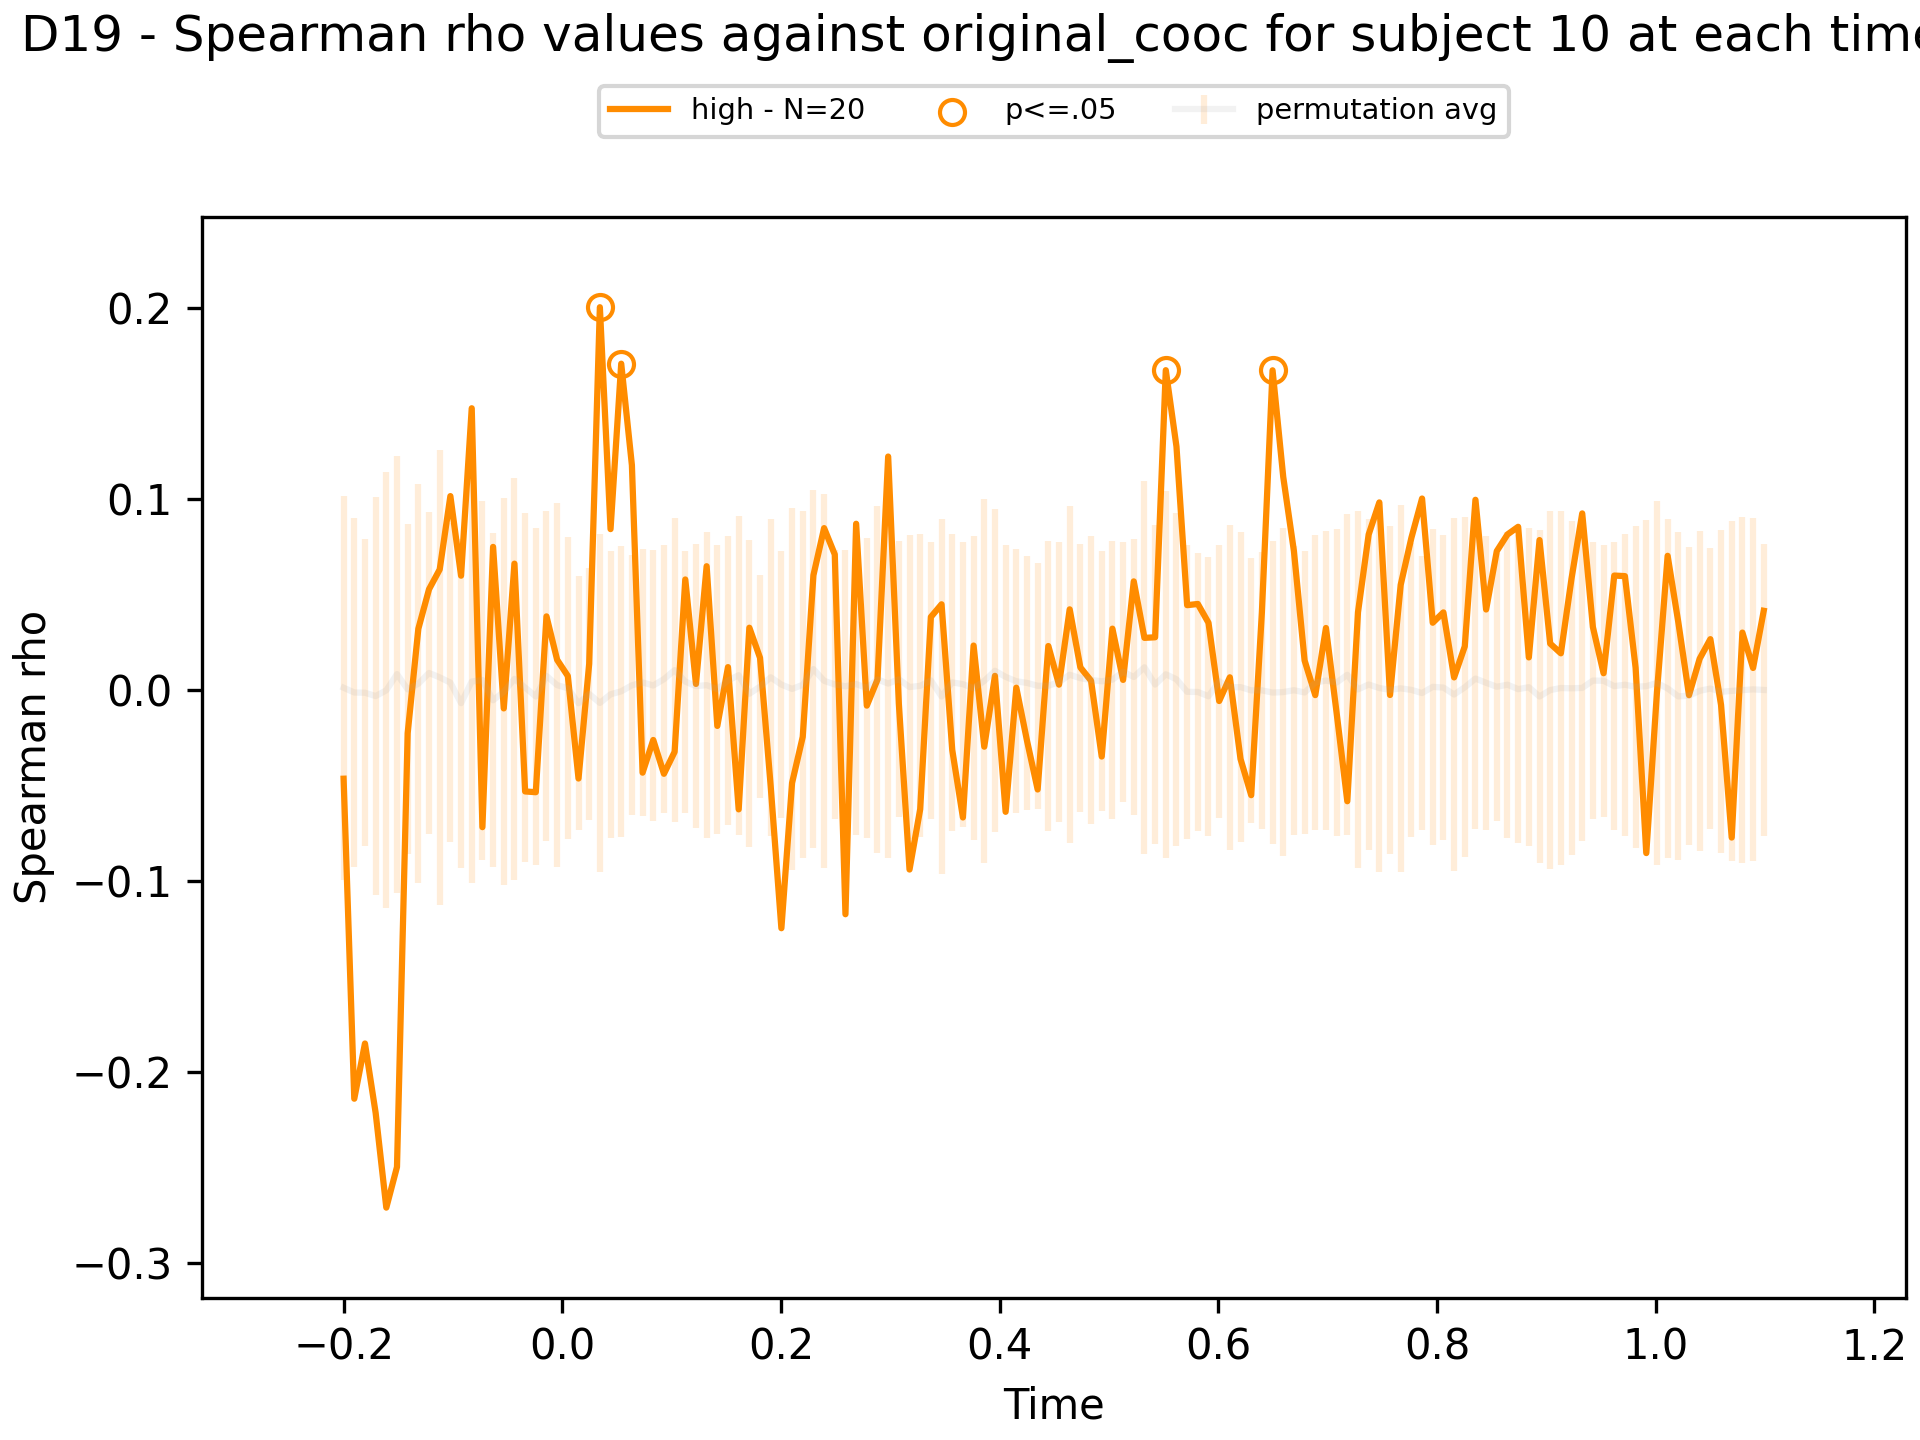 D19 - Spearman rho values against original_cooc for subject 10 at each time
high - N=20
p<=.05
permutation avg
Spearman rho
0.2
0.1
0.0
−0.1
−0.2
−0.3
−0.2
0.0
0.2
0.4
0.6
0.8
1.0
1.2
Time